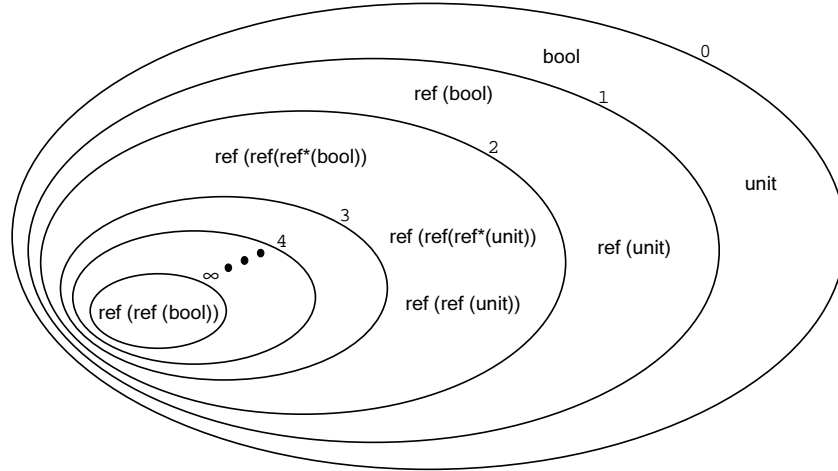 0
bool
1
ref (bool)
2
ref (ref(ref*(bool))
unit
3
ref (ref(ref*(unit))
ref (unit)
4
∞
ref (ref (unit))
ref (ref (bool))